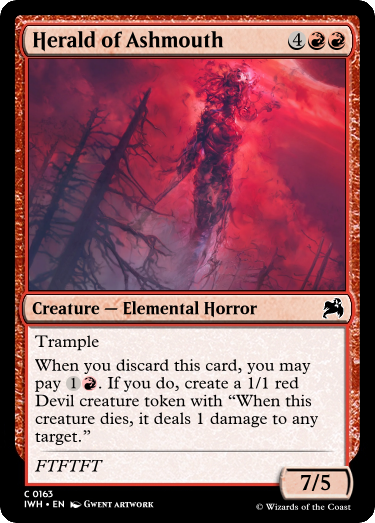 Herald of Ashmouth 4
Creature — Elemental Horror
Trample
When you discard this card, you may
pay 1. If you do, create a 1/1 red
Devil creature token with “When this
creature dies, it deals 1 damage to any
target.”
FTFTFT
7/5
C 0163
IWH • EN Gwent artwork
© Wizards of the Coast